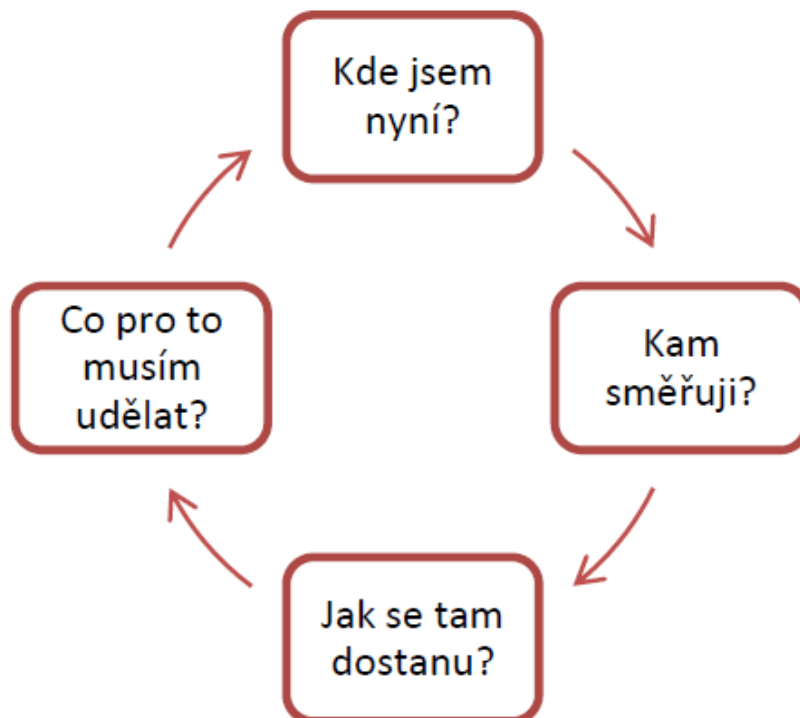 Kde jsem
nyní?
Kam
směřuji?
Jak se tam
dostanu?
Co pro to
musím
udělat?